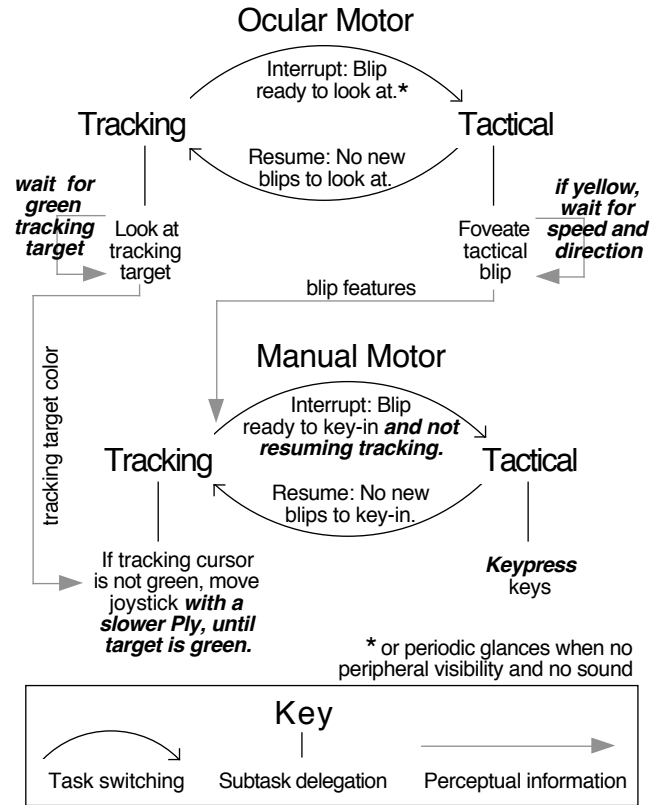 Ocular Motor
Interrupt: Blip
ready to look at.*
Tracking
Tactical
Resume: No new
blips to look at.
wait for
green
tracking
target
Look at
tracking
target
Foveate
tactical
blip
if yellow,
wait for
speed and
direction
blip features
tracking target color
Manual Motor
Interrupt: Blip
ready to key-in and not
resuming tracking.
Tracking
Tactical
Resume: No new
blips to key-in.
If tracking cursor
is not green, move
joystick with a
slower Ply, until
target is green.
Keypress
keys
* or periodic glances when no
peripheral visibility and no sound
Key
Task switching
Subtask delegation
Perceptual information